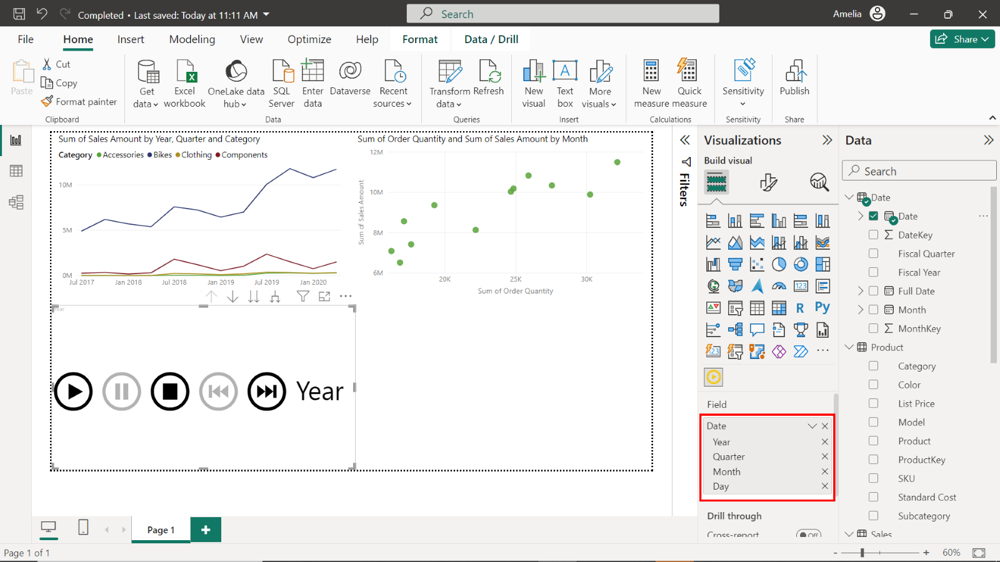 Completed • Last saved: Today at 11:11 AM
Search
Amelia
File Home Insert Modeling View Optimize Help Format Data / Drill
Share
Paste
Cut
Copy
Format painter
Clipboard
Get data
Excel workbook
OneLake data hub
SQL Server
Enter data
Dataverse
Recent sources
Data
Transform data
Refresh
Queries
New visual
Text box
More visuals
Insert
New measure
Quick measure
Calculations
Sensitivity
Sensitivity
Publish
Share
Sum of Sales Amount by Year, Quarter and Category
Category Accessories Bikes Clothing Components
10M
5M
0M
Jul 2017 Jan 2018 Jul 2018 Jan 2019 Jul 2019 Jan 2020
Sum of Order Quantity and Sum of Sales Amount by Month
Sum of Sales Amount
12M
10M
8M
6M
20K 25K 30K
Sum of Order Quantity
Year
Year
Filters
Visualizations
Build visual
123
R
Py
123
Field
Date
Year
Quarter
Month
Day
Drill through
Cross-report
Off
Data
Search
Date
Date
DateKey
Fiscal Quarter
Fiscal Year
Full Date
Month
MonthKey
Product
Category
Color
List Price
Model
Product
ProductKey
SKU
Standard Cost
Subcategory
Sales
Page 1
Page 1 of 1
- + 60%